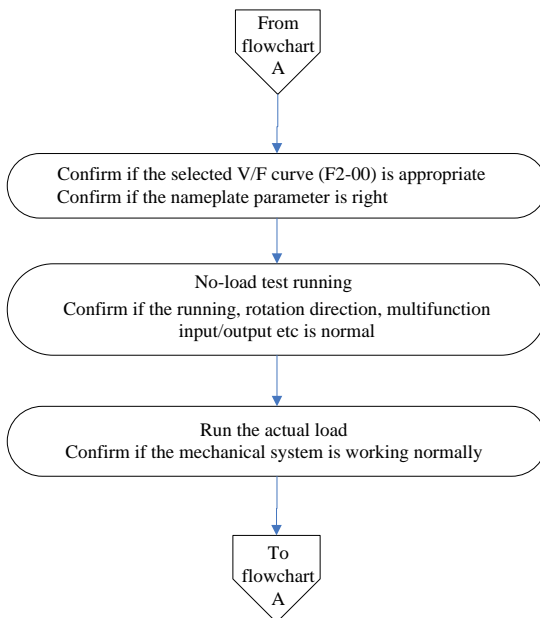 From
flowchart
A
Confirm if the selected V/F curve (F2-00) is appropriate
Confirm if the nameplate parameter is right
No-load test running
Confirm if the running, rotation direction, multifunction
input/output etc is normal
Run the actual load
Confirm if the mechanical system is working normally
To
flowchart
A